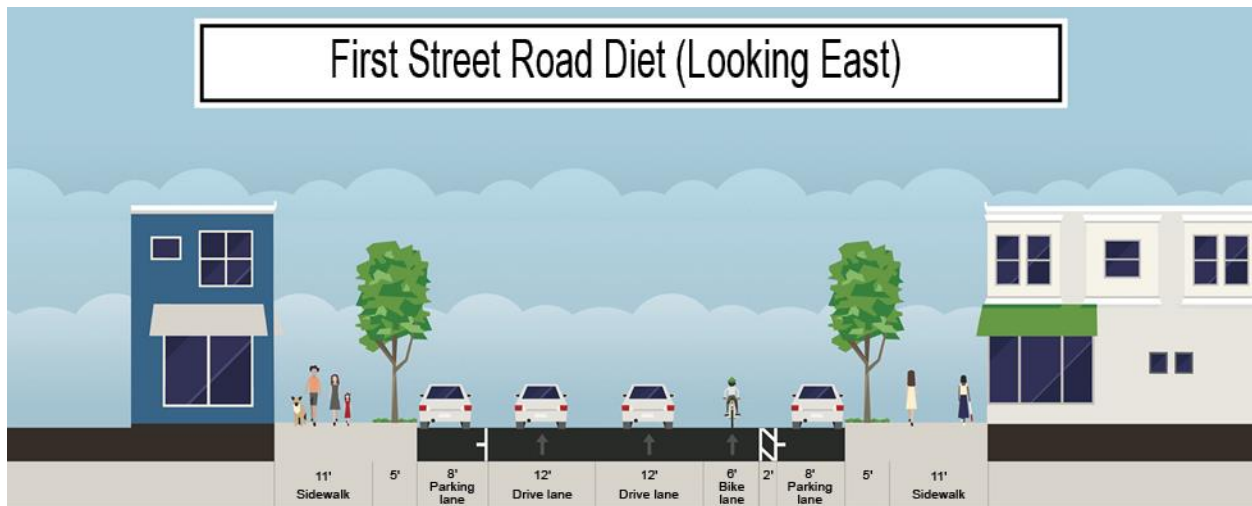 First Street Road Diet (Looking East)
11' 5' 8' 12' 12' 6' 2' 8' 5' 11'
Sidewalk Parking lane Drive lane Drive lane Bike lane Parking lane Sidewalk